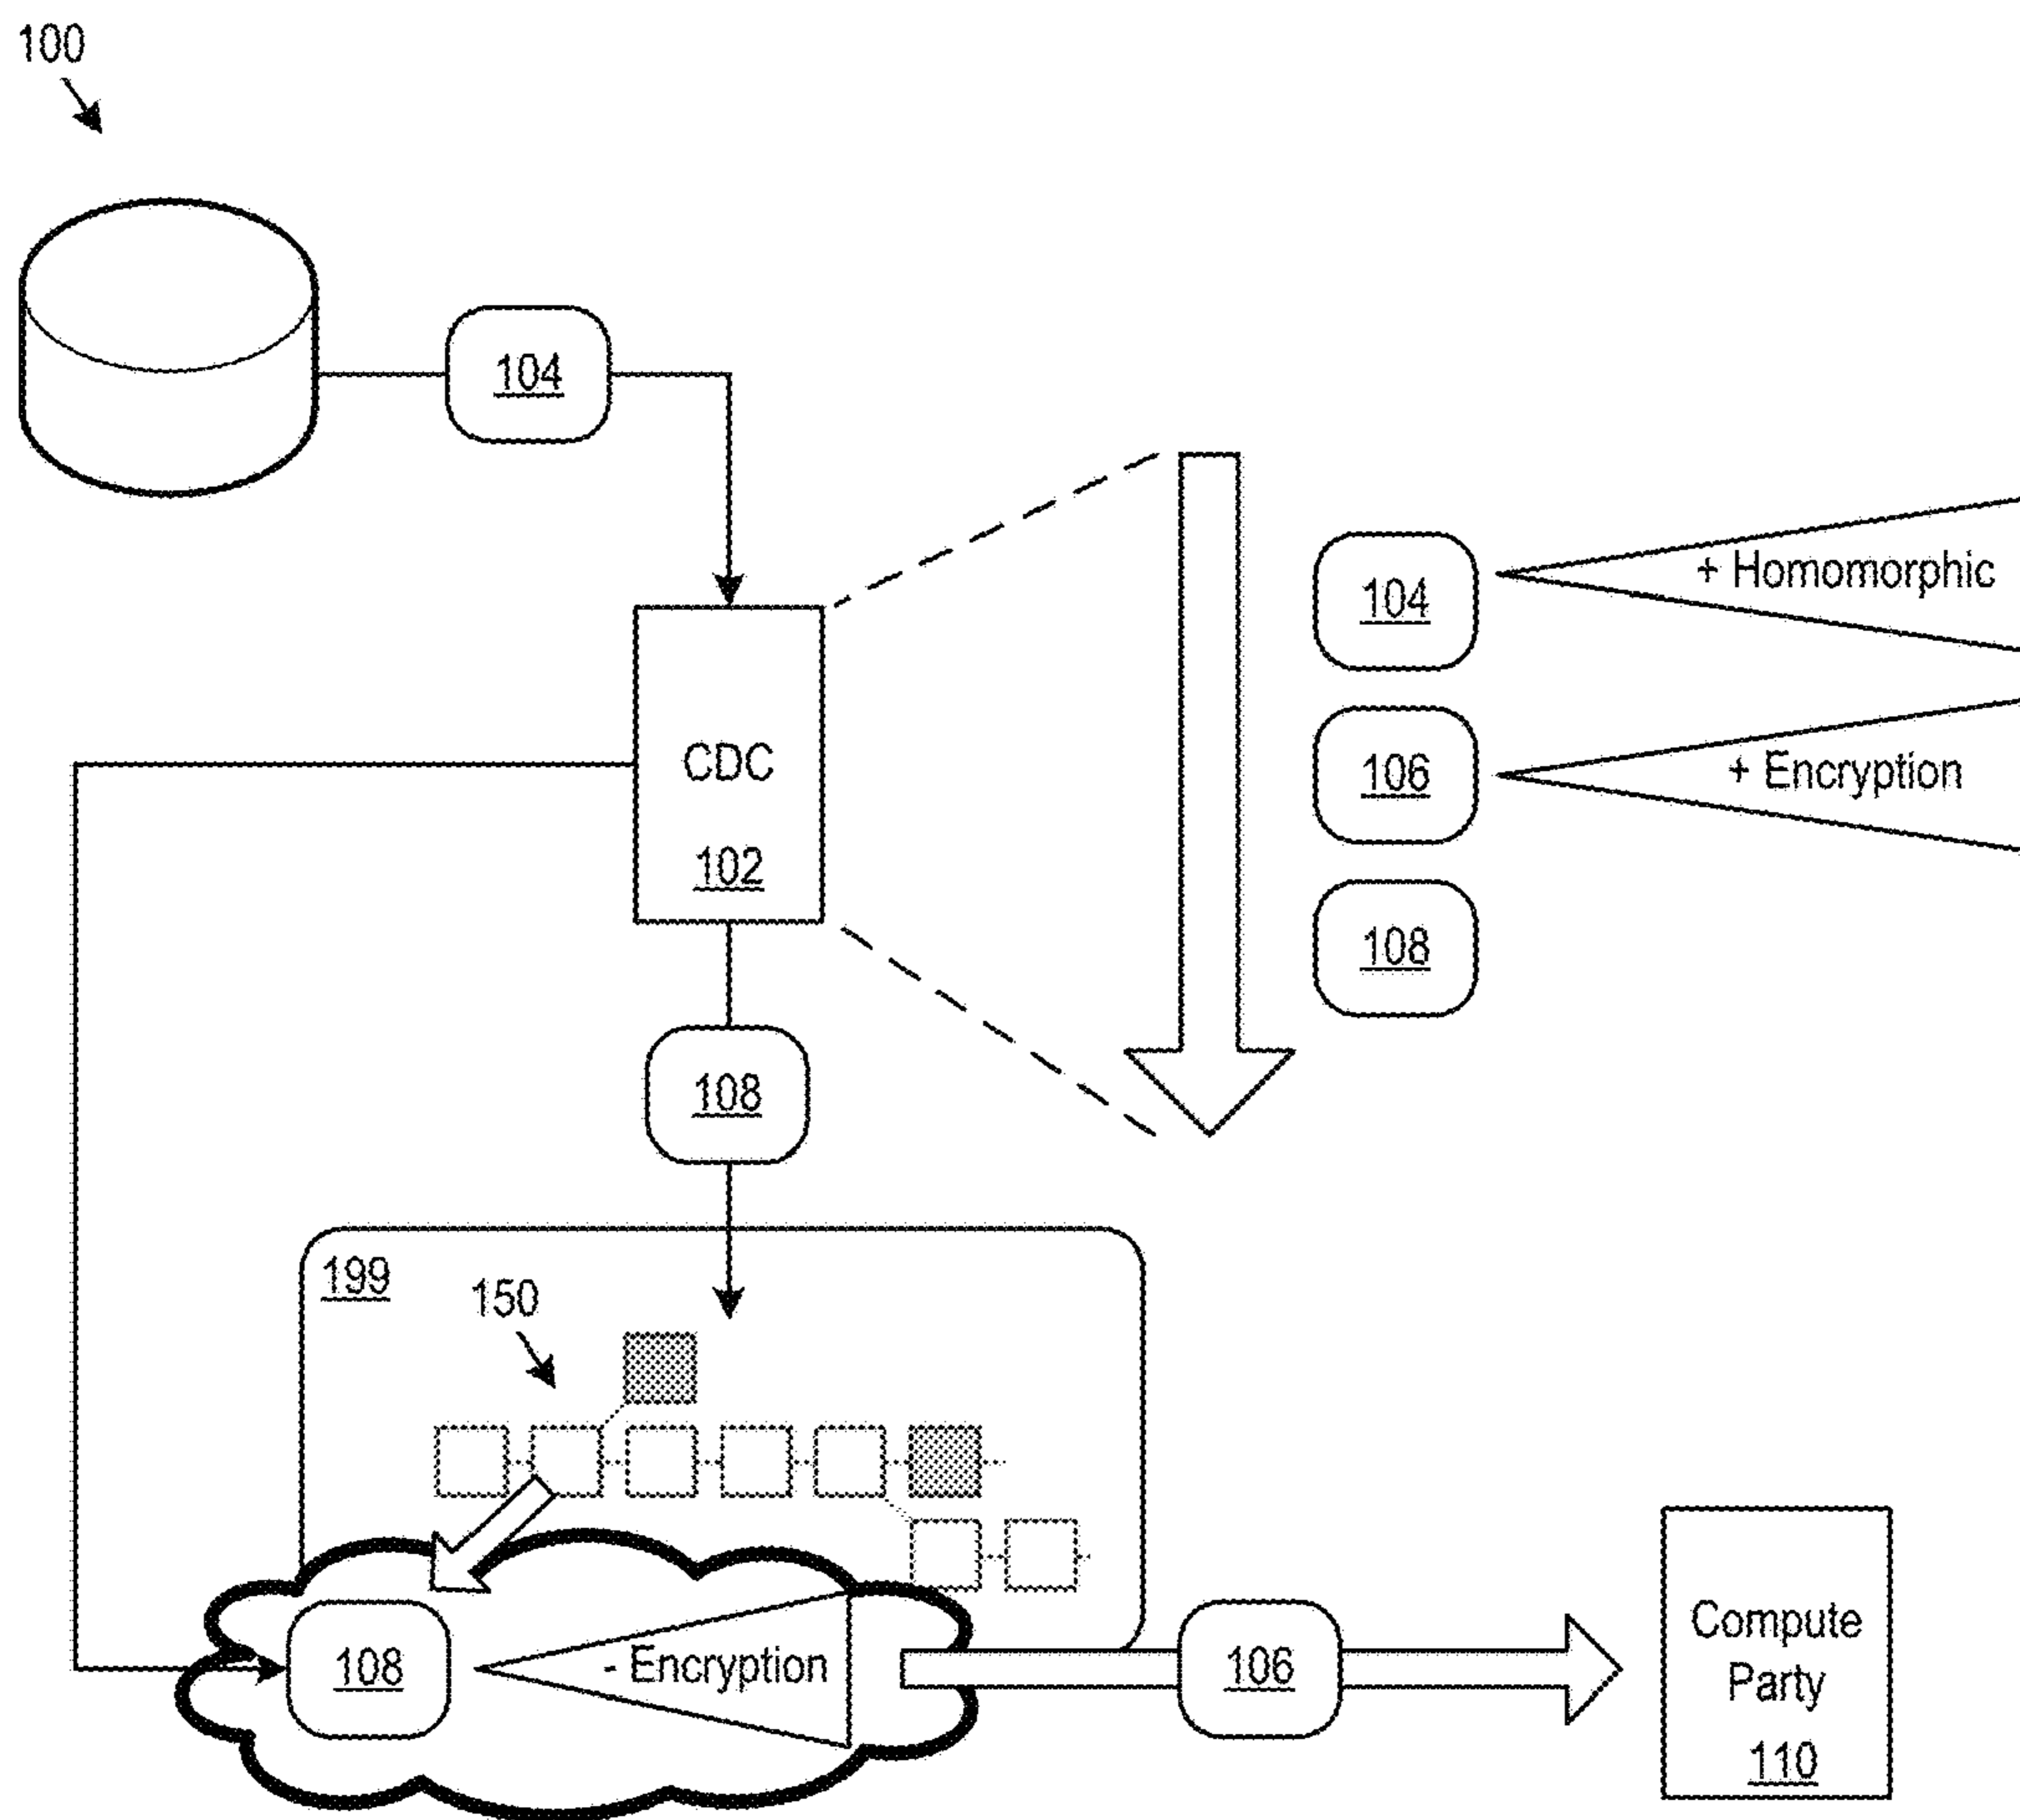 100
104
104
+ Homomorphic
106
+ Encryption
CDC
102
108
108
199
150
108
- Encryption
106
Compute
Party
110